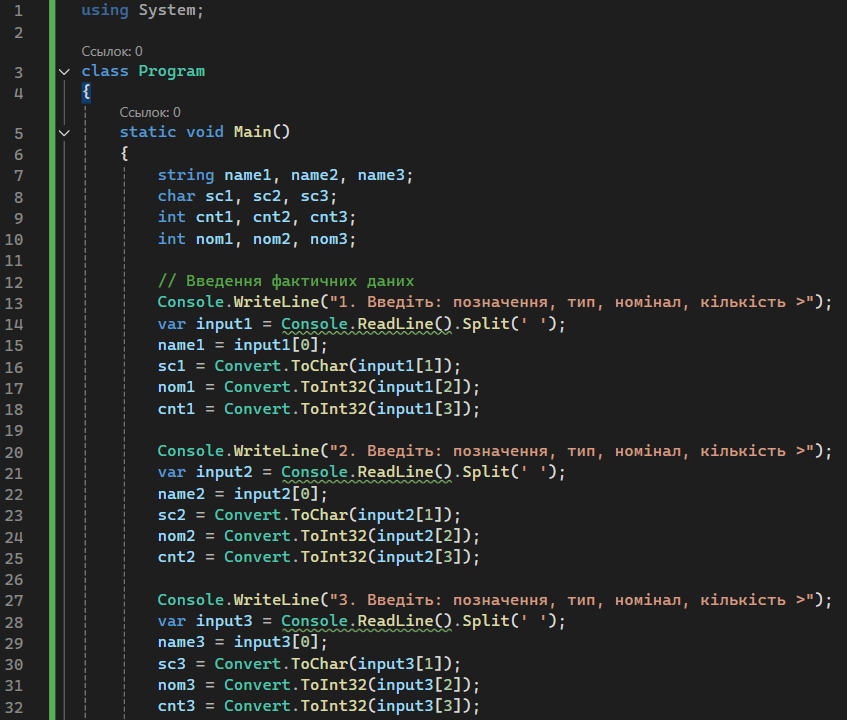 1 using System;
2
Ссылок: 0
3 class Program
4 {
Ссылок: 0
5 static void Main()
6 {
7 string name1, name2, name3;
8 char sc1, sc2, sc3;
9 int cnt1, cnt2, cnt3;
10 int nom1, nom2, nom3;
11
12 // Введення фактичних даних
13 Console.WriteLine("1. Введіть: позначення, тип, номінал, кількість >");
14 var input1 = Console.ReadLine().Split(' ');
15 name1 = input1[0];
16 sc1 = Convert.ToChar(input1[1]);
17 nom1 = Convert.ToInt32(input1[2]);
18 cnt1 = Convert.ToInt32(input1[3]);
19
20 Console.WriteLine("2. Введіть: позначення, тип, номінал, кількість >");
21 var input2 = Console.ReadLine().Split(' ');
22 name2 = input2[0];
23 sc2 = Convert.ToChar(input2[1]);
24 nom2 = Convert.ToInt32(input2[2]);
25 cnt2 = Convert.ToInt32(input2[3]);
26
27 Console.WriteLine("3. Введіть: позначення, тип, номінал, кількість >");
28 var input3 = Console.ReadLine().Split(' ');
29 name3 = input3[0];
30 sc3 = Convert.ToChar(input3[1]);
31 nom3 = Convert.ToInt32(input3[2]);
32 cnt3 = Convert.ToInt32(input3[3]);